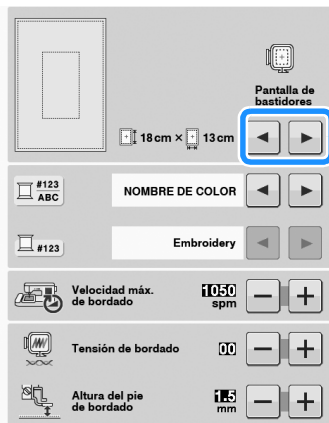 Pantalla de
bastidores
18 cm × 13 cm
#123
ABC
NOMBRE DE COLOR
#123
Embroidery
Velocidad máx.
de bordado
1050
spm
Tensión de bordado
00
Altura del pie
de bordado
1.5
mm